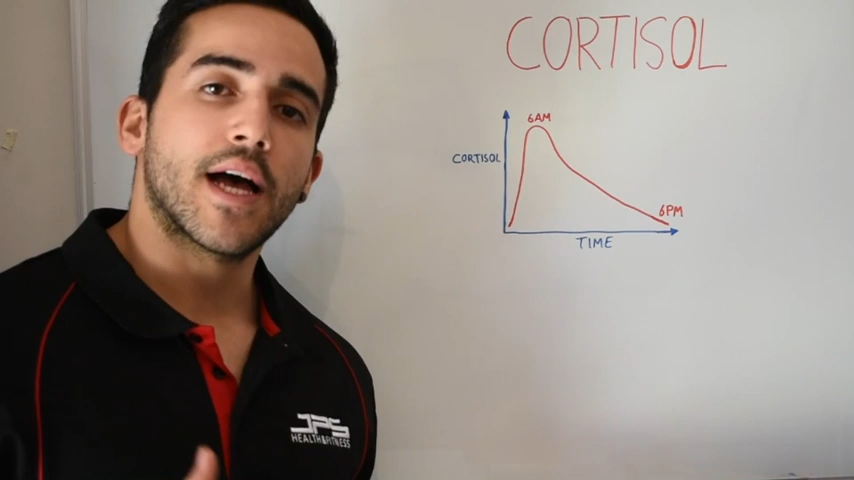 CORTISOL
6AM
CORTISOL
6PM
TIME
JPS
HEALTH&FITNESS